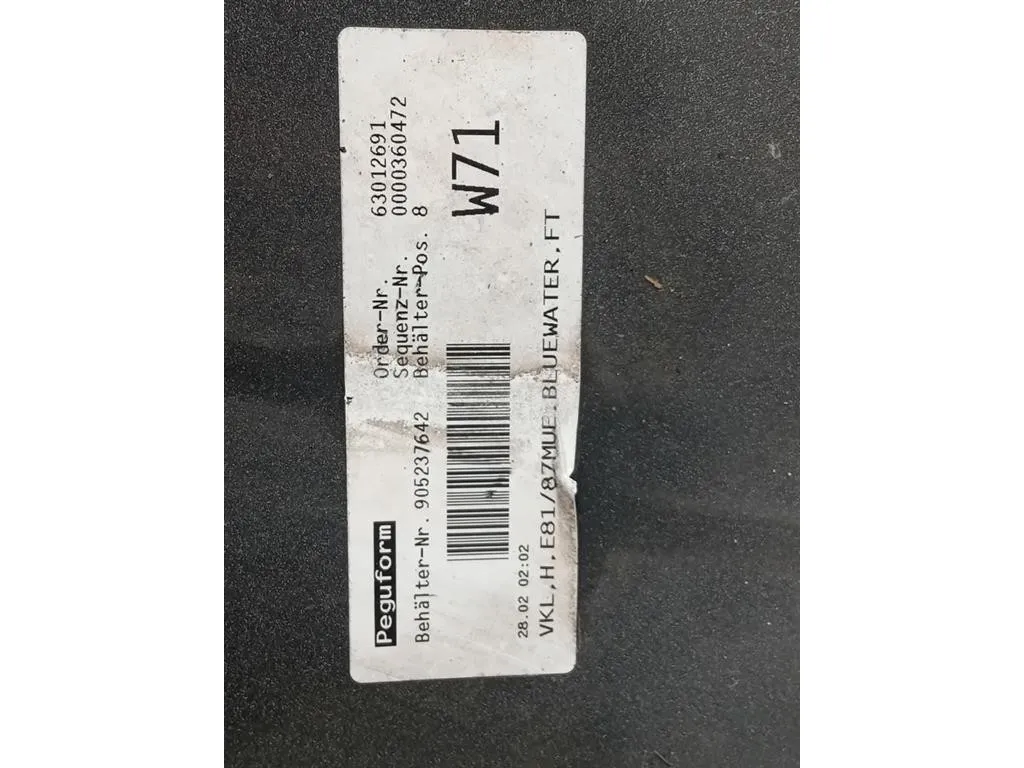 Peguform
Order-Nr. 63012691
Sequenz-Nr. 0000360472
Behälter-Nr. 905237642 Behälter-Pos. 8
W71
28.02 02:02
VKL,H,E81/87MUE.BLUEWATER,FT